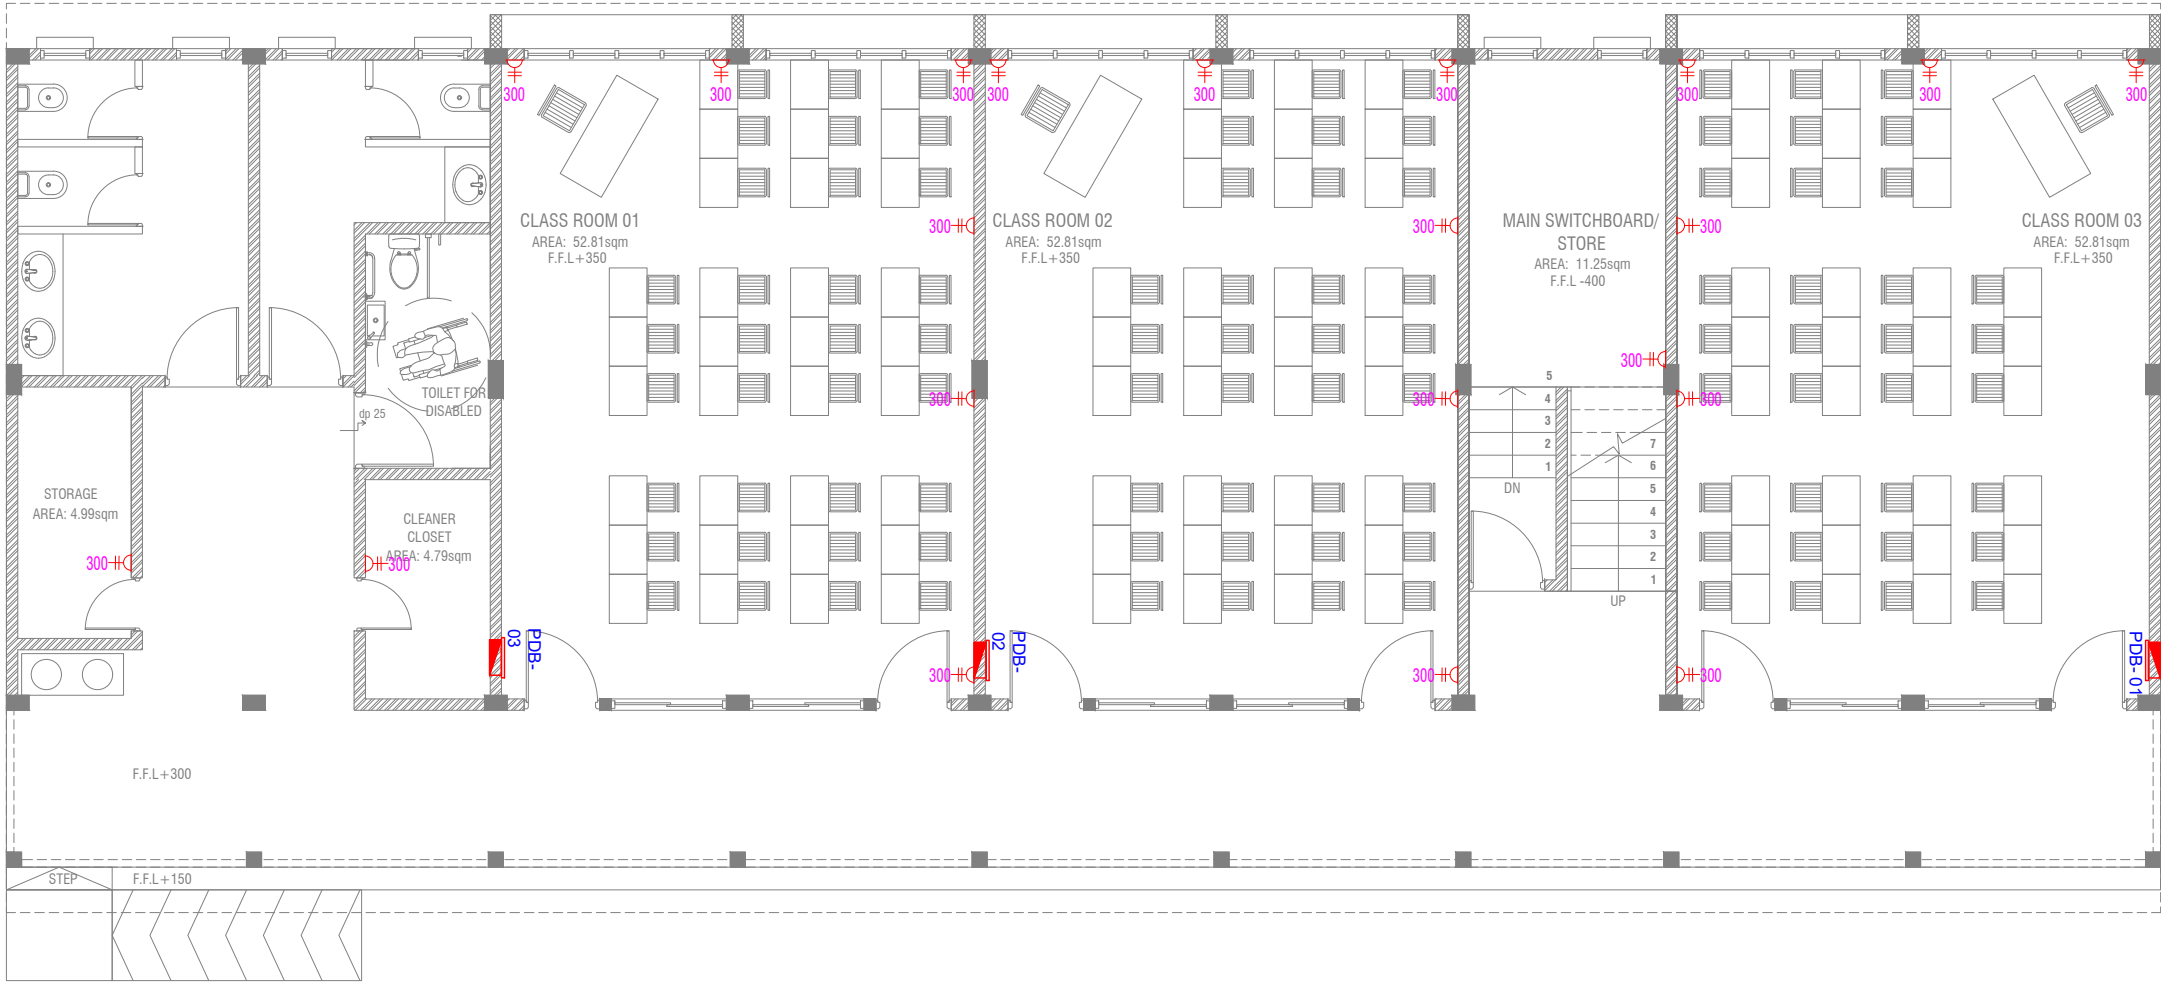 300
300
300
300
300
300
300
300
300
CLASS ROOM 01
AREA: 52.81sqm
F.F.L+350
300
CLASS ROOM 02
AREA: 52.81sqm
F.F.L+350
300
MAIN SWITCHBOARD/
STORE
AREA: 11.25sqm
F.F.L -400
300
CLASS ROOM 03
AREA: 52.81sqm
F.F.L+350
300
TOILET FOR
DISABLED
dp 25
300
300
300
5
4
3
2
1
DN
7
6
5
4
3
2
1
UP
STORAGE
AREA: 4.99sqm
300
CLEANER
CLOSET
AREA: 4.79sqm
300
PDB-
03
PDB-
02
PDB- 01
300
300
300
F.F.L+300
STEP
F.F.L+150